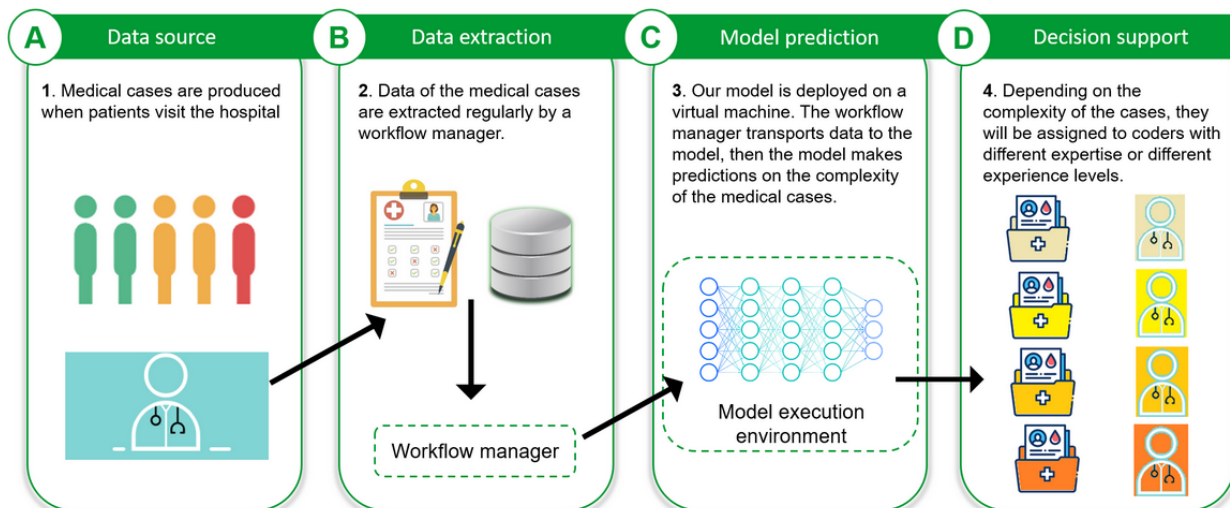 A
Data source
B
Data extraction
C
Model prediction
D
Decision support
1. Medical cases are produced
when patients visit the hospital
2. Data of the medical cases
are extracted regularly by a
workflow manager.
Workflow manager
3. Our model is deployed on a
virtual machine. The workflow
manager transports data to the
model, then the model makes
predictions on the complexity
of the medical cases.
Model execution
environment
4. Depending on the
complexity of the cases, they
will be assigned to coders with
different expertise or different
experience levels.